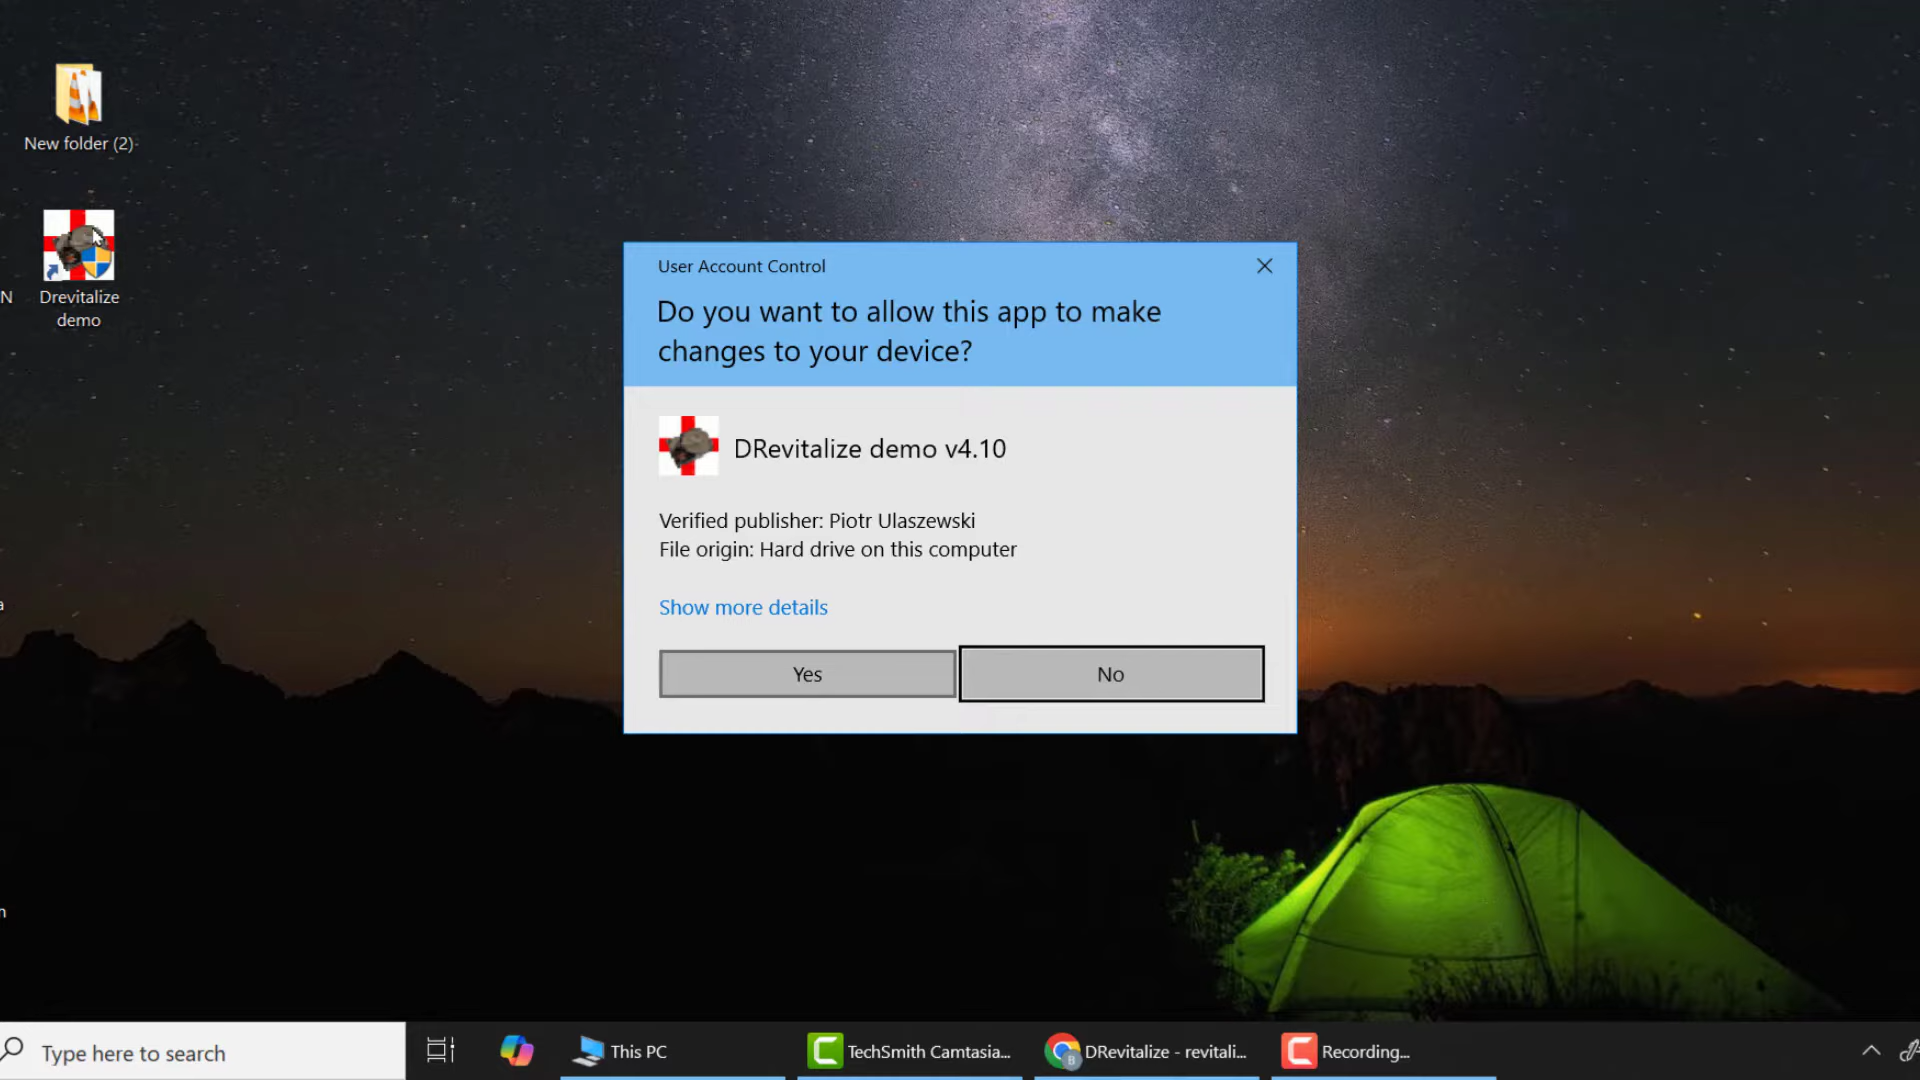 New folder (2)
N
Drevitalize
demo
a
n
User Account Control
Do you want to allow this app to make
changes to your device?
DRevitalize demo v4.10
Verified publisher: Piotr Ulaszewski
File origin: Hard drive on this computer
Show more details
Yes
No
Type here to search
This PC
TechSmith Camtasia...
B
DRevitalize - revitali...
Recording...